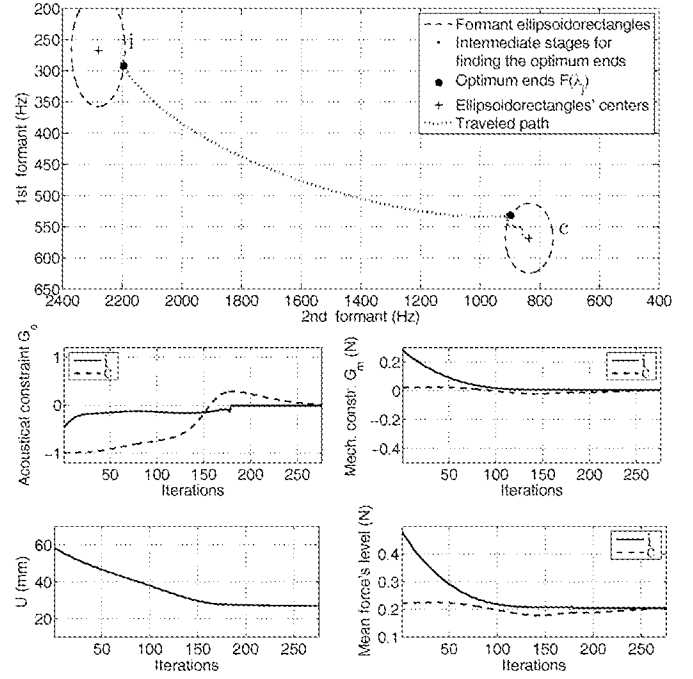 200
250
300
350
400
450
500
550
600
650
1st formant (Hz)
i
c
Formant ellipsoidorectangles
Intermediate stages for
finding the optimum ends
Optimum ends F(λj)
Ellipsoidorectangles' centers
Traveled path
2400 2200 2000 1800 1600 1400 1200 1000 800 600 400
2nd formant (Hz)
Acoustical constraint Go
1
0
-1
50 100 150 200 250
Iterations
Mech. constr. Gm (N)
0.2
0
-0.2
-0.4
50 100 150 200 250
Iterations
U (mm)
60
40
20
50 100 150 200 250
Iterations
Mean force's level (N)
0.4
0.3
0.2
0.1
50 100 150 200 250
Iterations